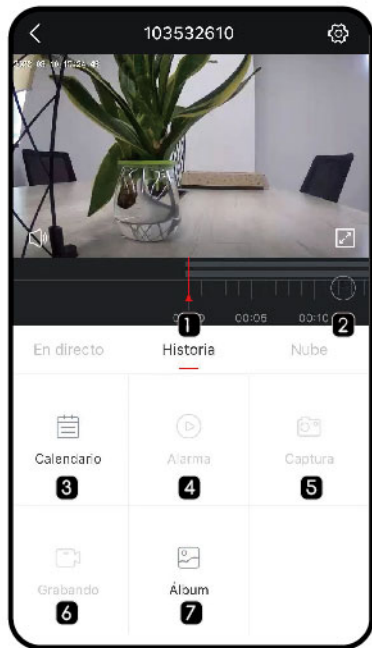 103532610
00:05 00:10
1 2
En directo Historia Nube
Calendario Alarma Captura
3 4 5
Grabando Álbum
6 7